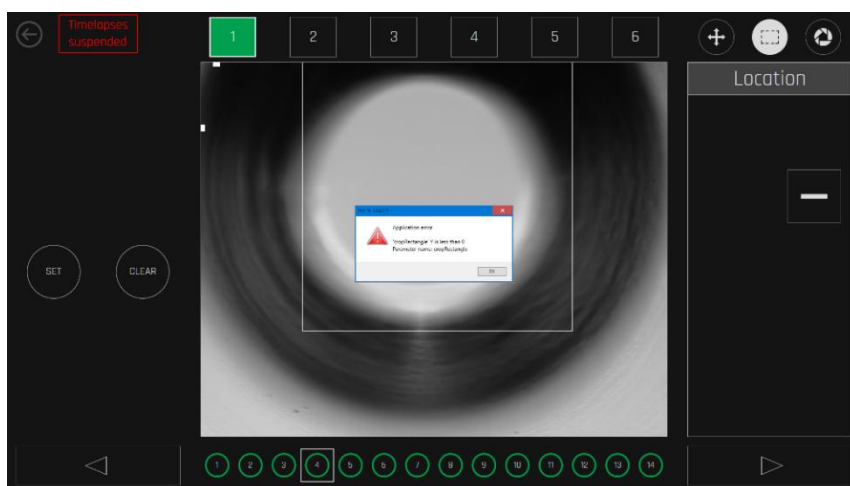 Timelapses
suspended
1
2
3
4
5
6
Location
Application error
'cropRectangle' Y is less than 0
Parameter name: cropRectangle
SET
CLEAR
1
2
3
4
5
6
7
8
9
10
11
12
13
14